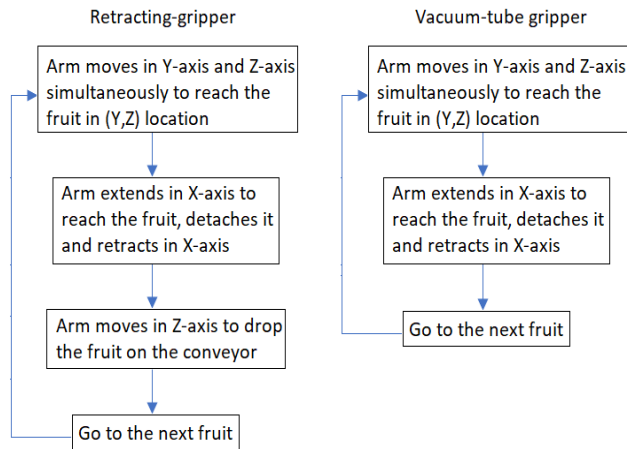 Retracting-gripper
Arm moves in Y-axis and Z-axis
simultaneously to reach the
fruit in (Y,Z) location
Arm extends in X-axis to
reach the fruit, detaches it
and retracts in X-axis
Arm moves in Z-axis to drop
the fruit on the conveyor
Go to the next fruit
Vacuum-tube gripper
Arm moves in Y-axis and Z-axis
simultaneously to reach the
fruit in (Y,Z) location
Arm extends in X-axis to
reach the fruit, detaches it
and retracts in X-axis
Go to the next fruit